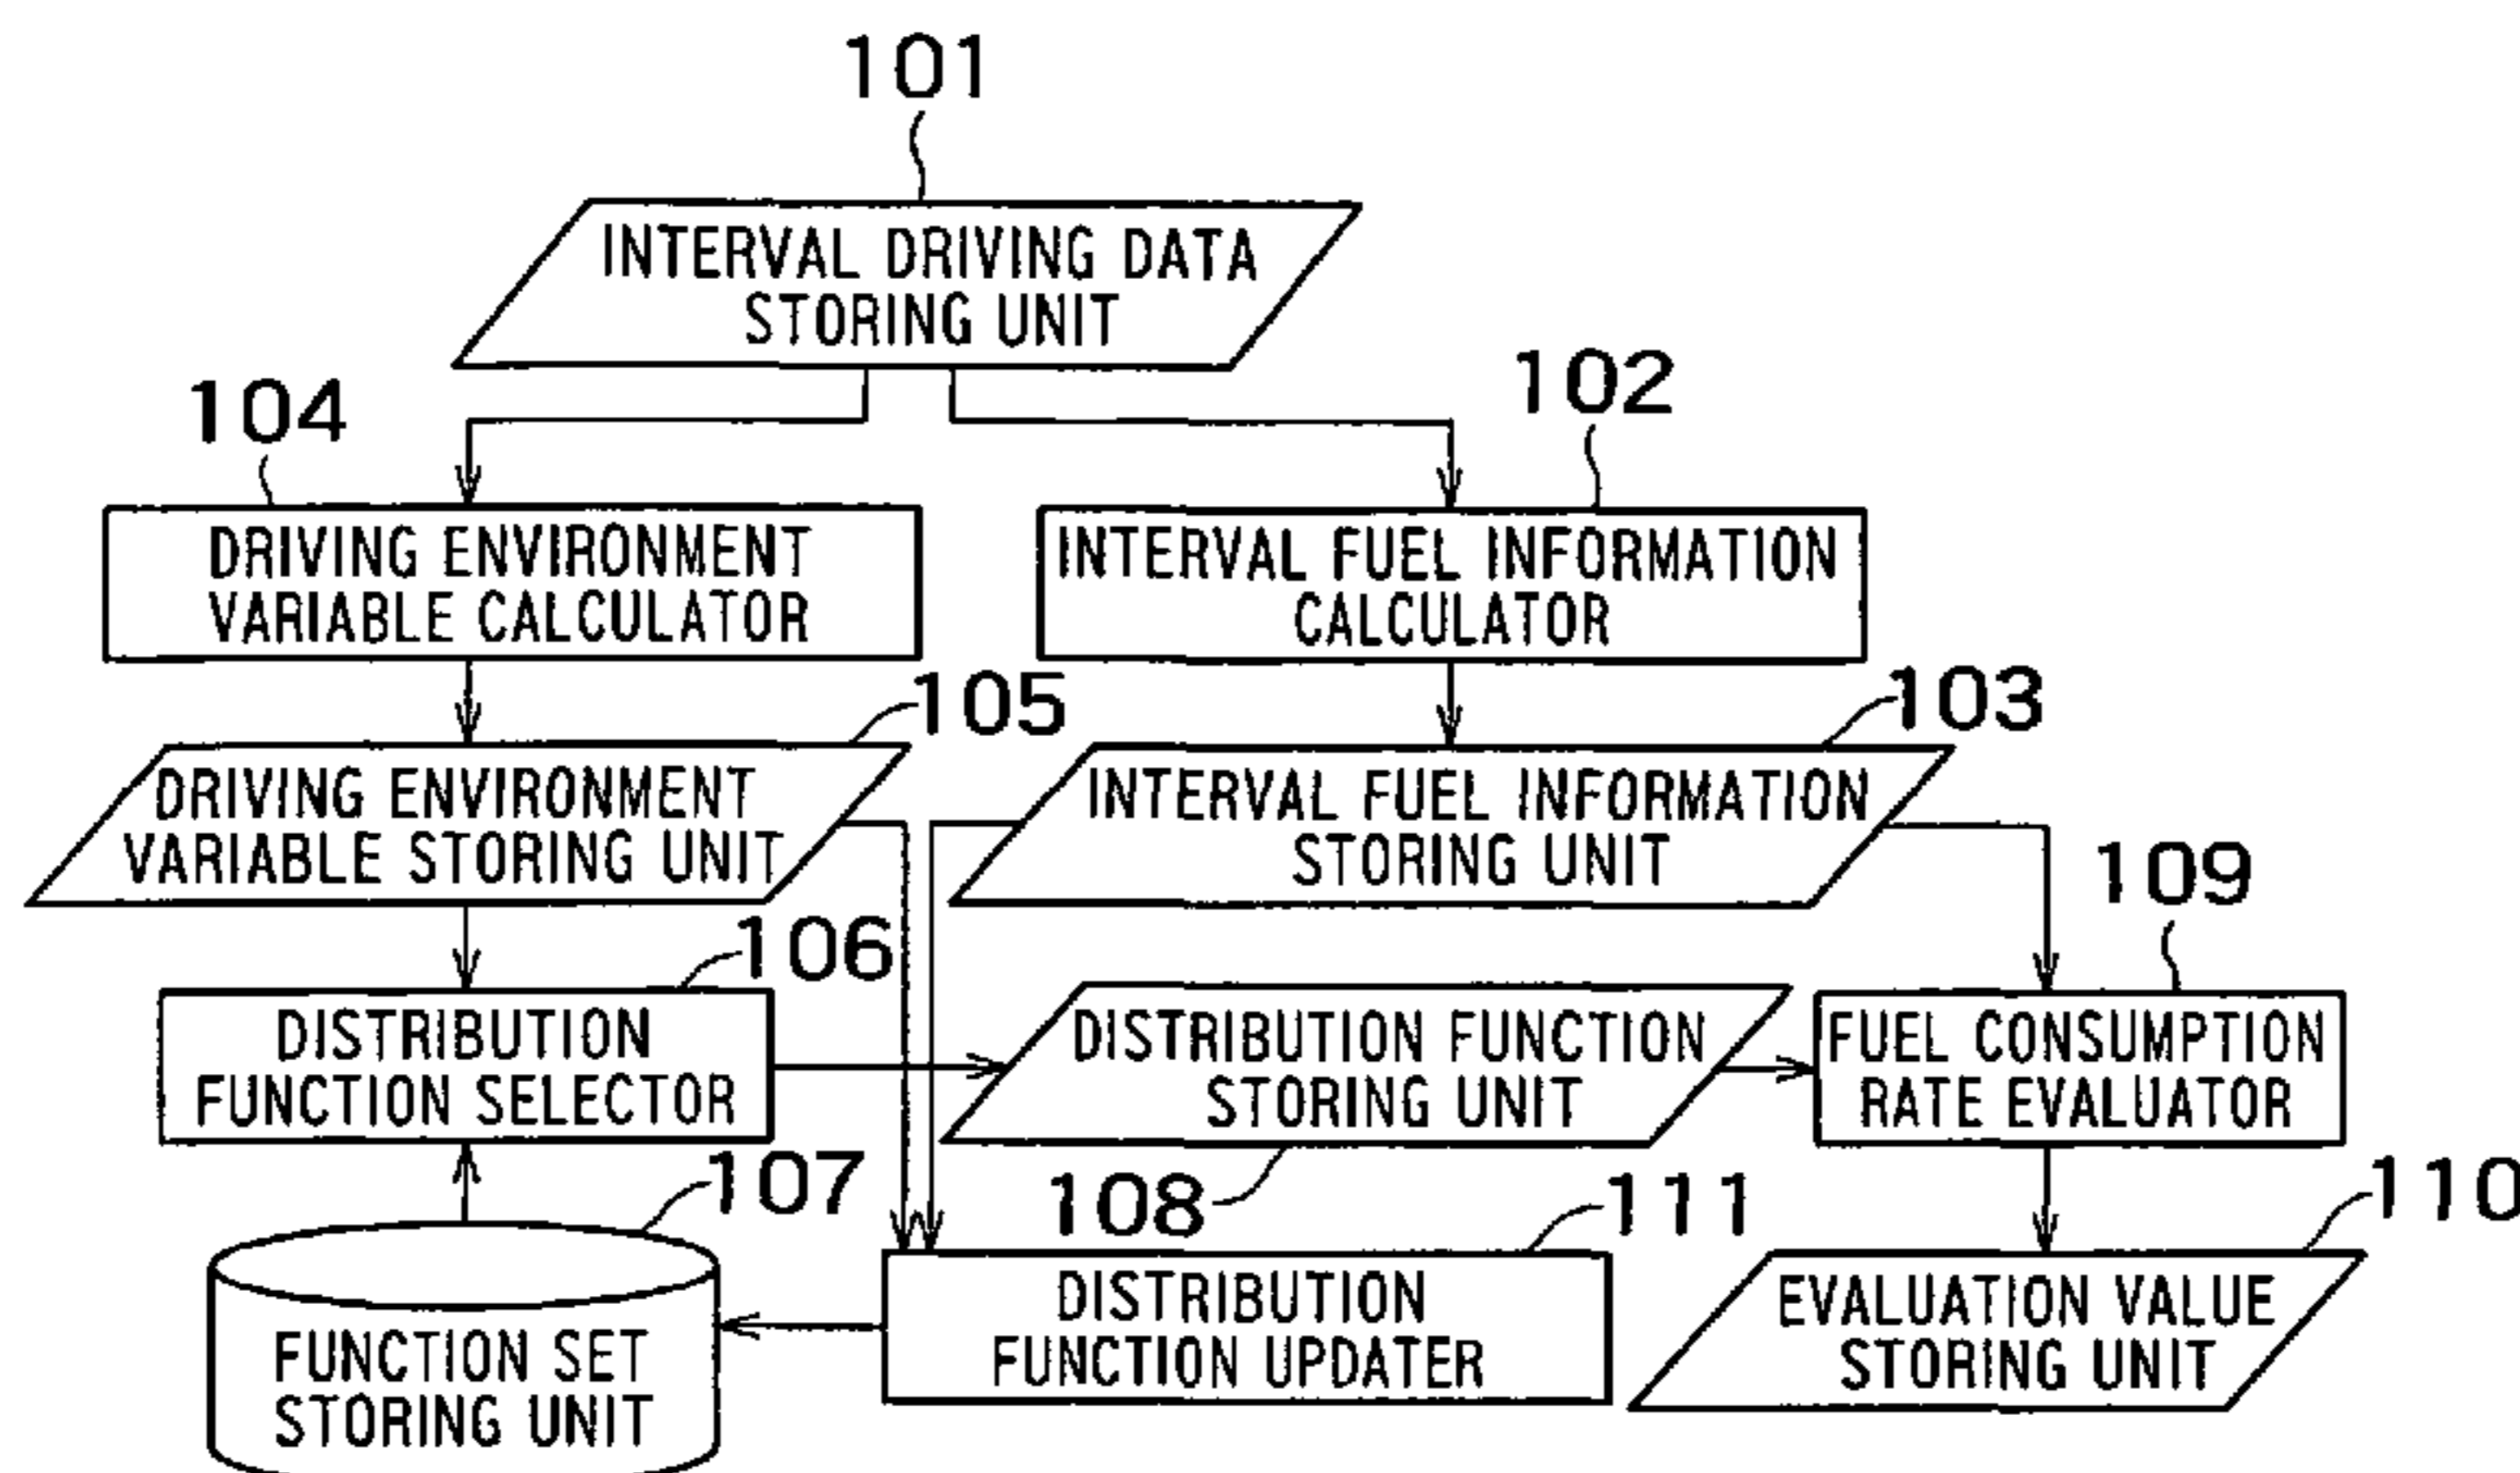 101
INTERVAL DRIVING DATA
STORING UNIT
104
102
DRIVING ENVIRONMENT
VARIABLE CALCULATOR
INTERVAL FUEL INFORMATION
CALCULATOR
105
103
DRIVING ENVIRONMENT
VARIABLE STORING UNIT
INTERVAL FUEL INFORMATION
STORING UNIT
109
106
DISTRIBUTION
FUNCTION SELECTOR
DISTRIBUTION FUNCTION
STORING UNIT
FUEL CONSUMPTION
RATE EVALUATOR
107
108
111
110
FUNCTION SET
STORING UNIT
DISTRIBUTION
FUNCTION UPDATER
EVALUATION VALUE
STORING UNIT